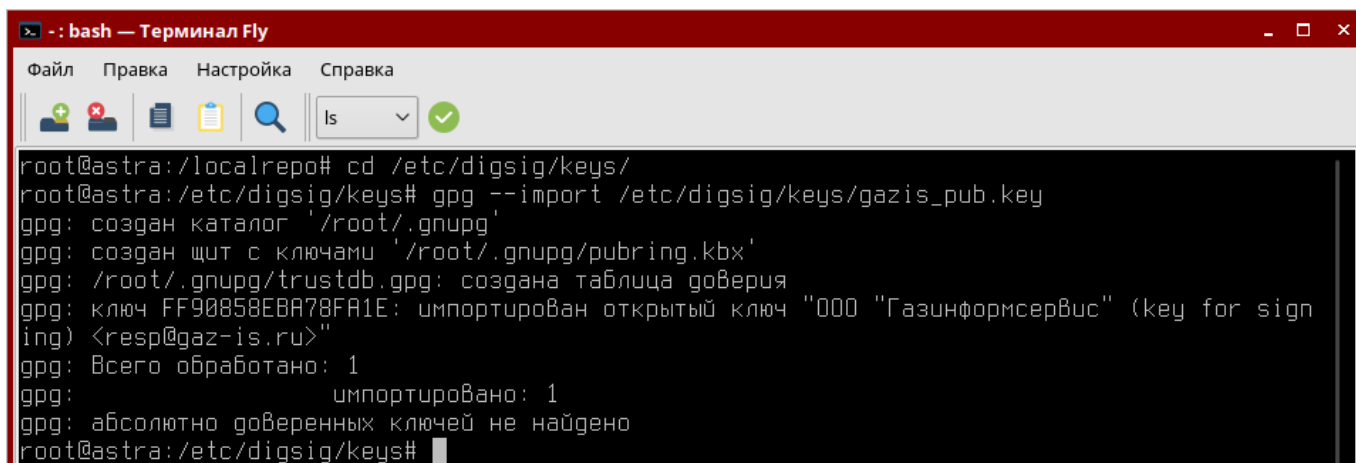 - : bash — Терминал Fly
Файл Правка Настройка Справка
ls
root@astra:/localrepo# cd /etc/digsig/keys/
root@astra:/etc/digsig/keys# gpg --import /etc/digsig/keys/gazis_pub.key
gpg: создан каталог '/root/.gnupg'
gpg: создан щит с ключами '/root/.gnupg/pubring.kbx'
gpg: /root/.gnupg/trustdb.gpg: создана таблица доверия
gpg: ключ FF90858EBA78FA1E: импортирован открытый ключ "ООО "Газинформсервис" (key for sign
ing) <resp@gaz-is.ru>"
gpg: Всего обработано: 1
gpg:                 импортировано: 1
gpg: абсолютно доверенных ключей не найдено
root@astra:/etc/digsig/keys#